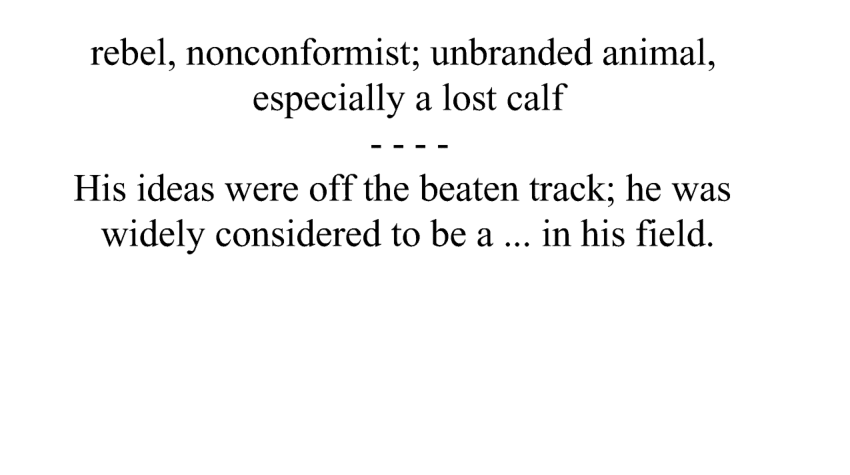 rebel, nonconformist; unbranded animal,
especially a lost calf
- - - -
His ideas were off the beaten track; he was
widely considered to be a ... in his field.